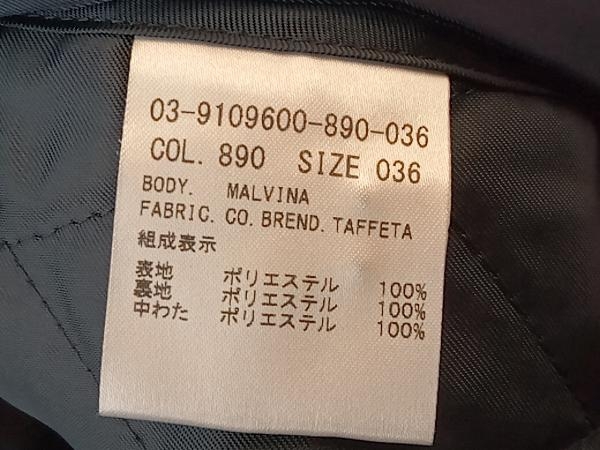 03-9109600-890-036
COL. 890 SIZE 036
BODY. MALVINA
FABRIC. CO. BREND. TAFFETA
組成表示
表地 ポリエステル 100%
裏地 ポリエステル 100%
中わた ポリエステル 100%